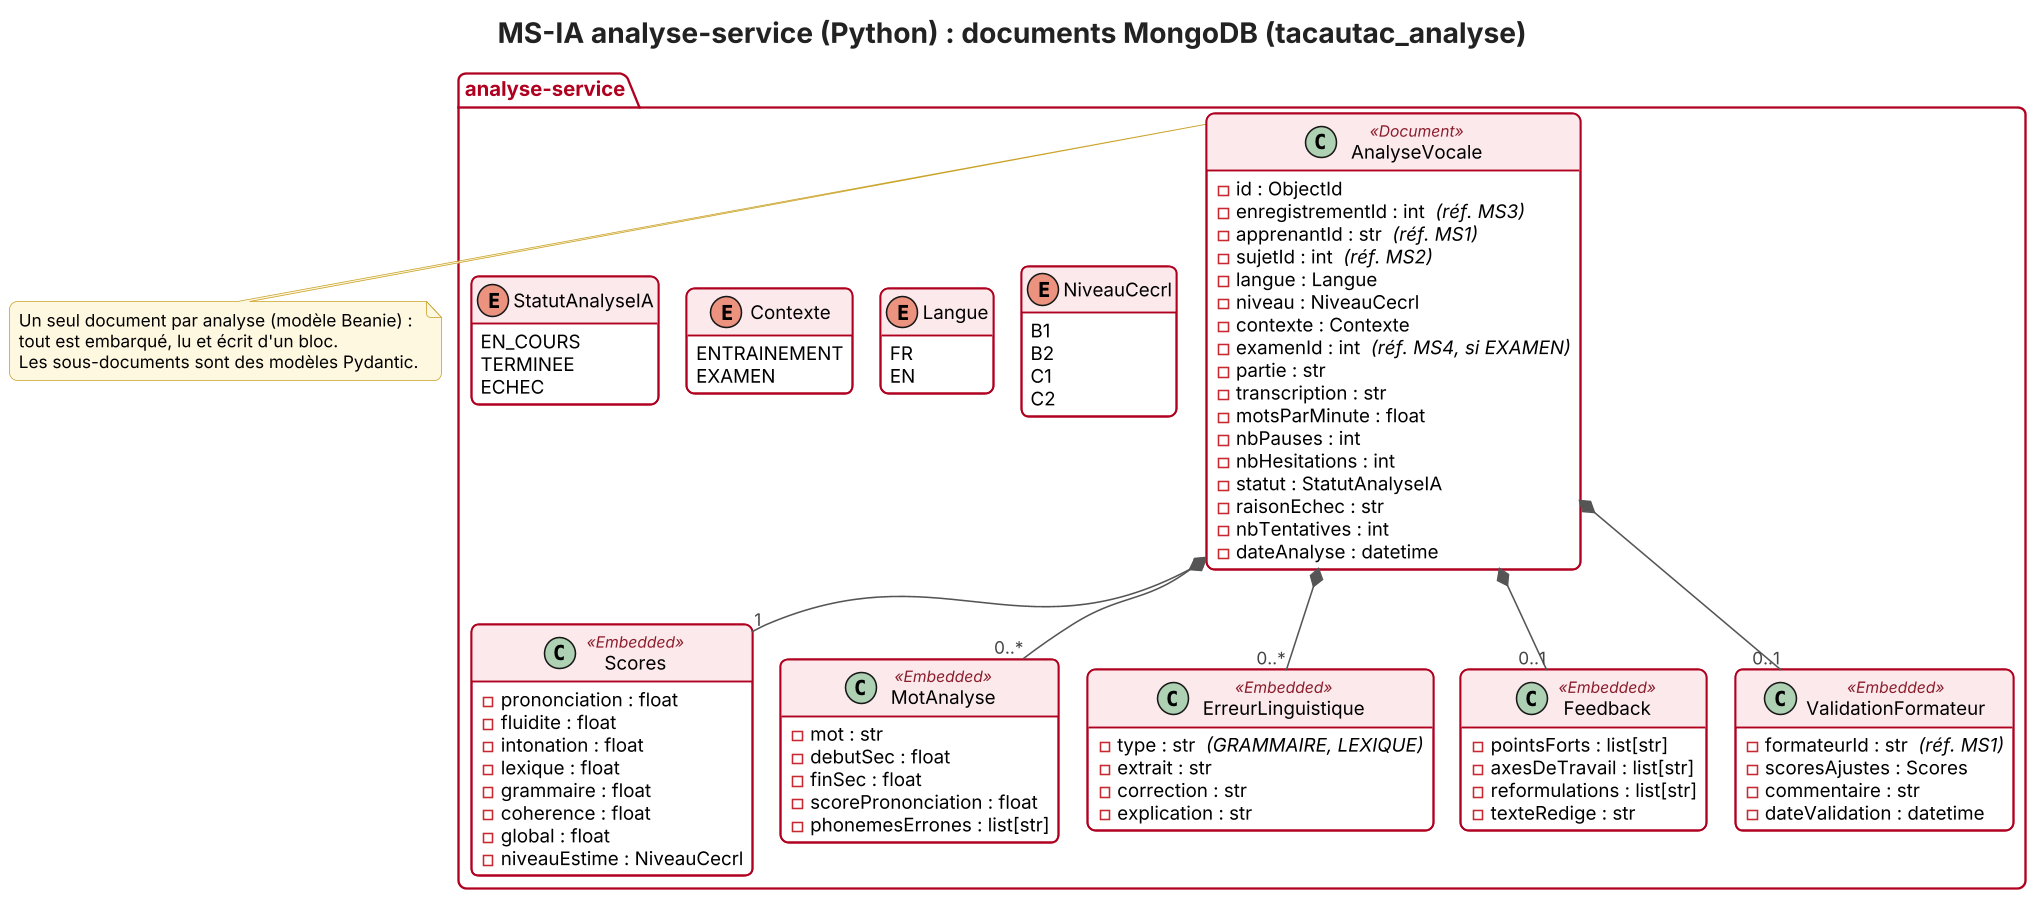 MS-IA analyse-service (Python) : documents MongoDB (tacautac_analyse)
analyse-service
«Document»
C AnalyseVocale
id : ObjectId
enregistrementId : int (réf. MS3)
apprenantId : str (réf. MS1)
sujetId : int (réf. MS2)
langue : Langue
niveau : NiveauCecrl
contexte : Contexte
examenId : int (réf. MS4, si EXAMEN)
partie : str
transcription : str
motsParMinute : float
nbPauses : int
nbHesitations : int
statut : StatutAnalyseIA
raisonEchec : str
nbTentatives : int
dateAnalyse : datetime
Un seul document par analyse (modèle Beanie) :
tout est embarqué, lu et écrit d'un bloc.
Les sous-documents sont des modèles Pydantic.
E StatutAnalyseIA
EN_COURS
TERMINEE
ECHEC
E Contexte
ENTRAINEMENT
EXAMEN
E Langue
FR
EN
E NiveauCecrl
B1
B2
C1
C2
1
0..*
0..*
0..1
0..1
«Embedded»
C Scores
prononciation : float
fluidite : float
intonation : float
lexique : float
grammaire : float
coherence : float
global : float
niveauEstime : NiveauCecrl
«Embedded»
C MotAnalyse
mot : str
debutSec : float
finSec : float
scorePrononciation : float
phonemesErrones : list[str]
«Embedded»
C ErreurLinguistique
type : str (GRAMMAIRE, LEXIQUE)
extrait : str
correction : str
explication : str
«Embedded»
C Feedback
pointsForts : list[str]
axesDeTravail : list[str]
reformulations : list[str]
texteRedige : str
«Embedded»
C ValidationFormateur
formateurId : str (réf. MS1)
scoresAjustes : Scores
commentaire : str
dateValidation : datetime